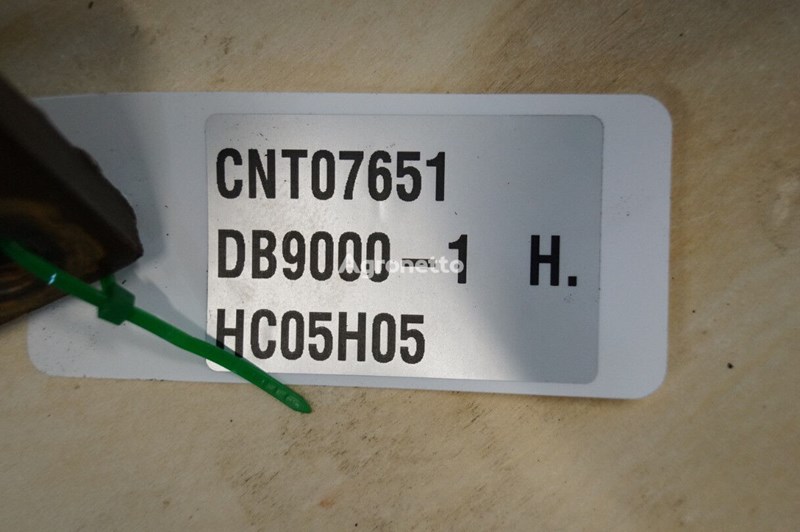 CNT07651
DB9000-1 H.
Agronetto
HC05H05